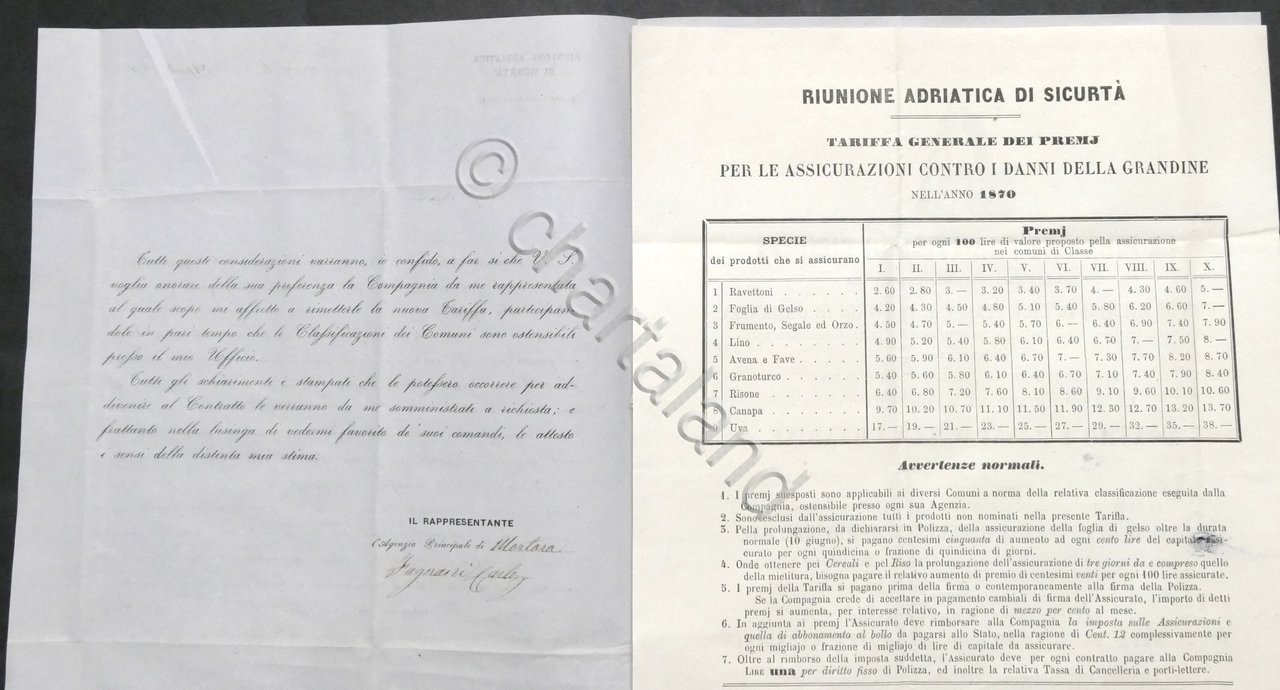 Tutte queste considerazioni varranno, io confido, a far sì che V. S.
voglia onorare della sua preferenza la Compagnia da me rappresentata
al quale scopo mi affretto a rimetterle la nuova Tariffa, partecipan-
dole in pari tempo che le Classificazioni dei Comuni sono ostensibili
presso il mio Ufficio.
Tutti gli schiarimenti e stampati che le potessero occorrere per ad-
divenire al Contratto le verranno da me somministrati a richiesta; e
frattanto nella lusinga di vedermi favorito de' suoi comandi, le attesto
i sensi della distinta mia stima.
IL RAPPRESENTANTE
l'Agenzia Principale di Mortara
RIUNIONE ADRIATICA DI SICURTÀ
TARIFFA GENERALE DEI PREMJ
PER LE ASSICURAZIONI CONTRO I DANNI DELLA GRANDINE
NELL'ANNO 1870
SPECIE
dei prodotti che si assicurano
Premj
per ogni 100 lire di valore proposto pella assicurazione
nei comuni di Classe
I. II. III. IV. V. VI. VII. VIII. IX. X.
1 Ravettoni . . . . . . 2. 60 2. 80 3. — 3. 20 3. 40 3. 70 4. — 4. 30 4. 60 5. —
2 Foglia di Gelso . . . . . 4. 20 4. 30 4. 50 4. 80 5. 10 5. 40 5. 80 6. 20 6. 60 7. —
3 Frumento, Segale ed Orzo . 4. 50 4. 70 5. — 5. 40 5. 70 6. — 6. 40 6. 90 7. 40 7. 90
4 Lino . . . . . . . . 4. 90 5. 20 5. 40 5. 80 6. 10 6. 40 6. 70 7. — 7. 50 8. —
5 Avena e Fave . . . . . 5. 60 5. 90 6. 10 6. 40 6. 70 7. — 7. 30 7. 70 8. 20 8. 70
6 Granoturco . . . . . . 5. 40 5. 60 5. 80 6. 10 6. 40 6. 70 7. 10 7. 40 7. 90 8. 40
7 Risone . . . . . . . 6. 40 6. 80 7. 20 7. 60 8. 10 8. 60 9. 10 9. 60 10. 10 10. 60
8 Canapa . . . . . . . 9. 70 10. 20 10. 70 11. 10 11. 50 11. 90 12. 30 12. 70 13. 20 13. 70
9 Uva . . . . . . . . 17. — 19. — 21. — 23. — 25. — 27. — 29. — 32. — 35. — 38. —
Avvertenze normali.
1. I premj suesposti sono applicabili ai diversi Comuni a norma della relativa classificazione eseguita dalla
Compagnia, ostensibile presso ogni sua Agenzia.
2. Sono esclusi dall'assicurazione tutti i prodotti non nominati nella presente Tariffa.
3. Pella prolungazione, da dichiararsi in Polizza, della assicurazione della foglia di gelso oltre la durata
normale (10 giugno), si pagano centesimi cinquanta di aumento ad ogni cento lire del capitale assi-
curato per ogni quindicina o frazione di quindicina di giorni.
4. Onde ottenere pei Cereali e pel Riso la prolungazione dell'assicurazione di tre giorni da e compreso quello
della mietitura, bisogna pagare il relativo aumento di premio di centesimi venti per ogni 100 lire assicurate.
5. I premj della Tariffa si pagano prima della firma o contemporaneamente alla firma della Polizza.
Se la Compagnia crede di accettare in pagamento cambiali di firma dell'Assicurato, l'importo di detti
premj si aumenta, per interesse relativo, in ragione di mezzo per cento al mese.
6. In aggiunta ai premj l'Assicurato deve rimborsare alla Compagnia la imposta sulle Assicurazioni e
quella di abbonamento al bollo da pagarsi allo Stato, nella ragione di Cent. 12 complessivamente per
ogni migliajo o frazione di migliajo di lire di capitale da assicurare.
7. Oltre al rimborso della imposta suddetta, l'Assicurato deve per ogni contratto pagare alla Compagnia
LIRE una per diritto fisso di Polizza, ed inoltre la relativa Tassa di Cancelleria e porti-lettere.
© chartaland